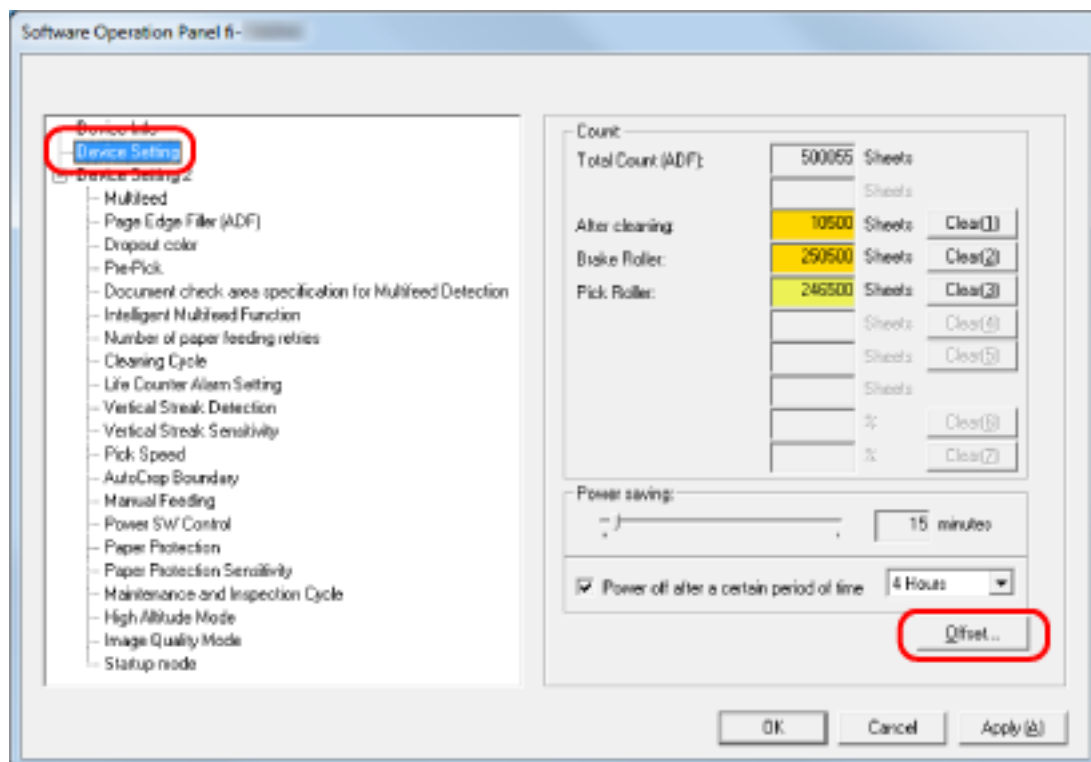 Software Operation Panel fi-
Device Info
Device Setting
Device Setting 2
Multifeed
Page Edge Filler (ADF)
Dropout color
Pre-Pick
Document check area specification for Multifeed Detection
Intelligent Multifeed Function
Number of paper feeding retries
Cleaning Cycle
Life Counter Alarm Setting
Vertical Streak Detection
Vertical Streak Sensitivity
Pick Speed
AutoCrop Boundary
Manual Feeding
Power SW Control
Paper Protection
Paper Protection Sensitivity
Maintenance and Inspection Cycle
High Altitude Mode
Image Quality Mode
Startup mode
Count
Total Count (ADF): 500055 Sheets
Sheets
After cleaning: 10500 Sheets Clear(1)
Brake Roller: 250500 Sheets Clear(2)
Pick Roller: 246500 Sheets Clear(3)
Sheets Clear(4)
Sheets Clear(5)
Sheets
% Clear(6)
% Clear(7)
Power saving:
15 minutes
Power off after a certain period of time 4 Hours
Offset...
OK Cancel Apply (A)